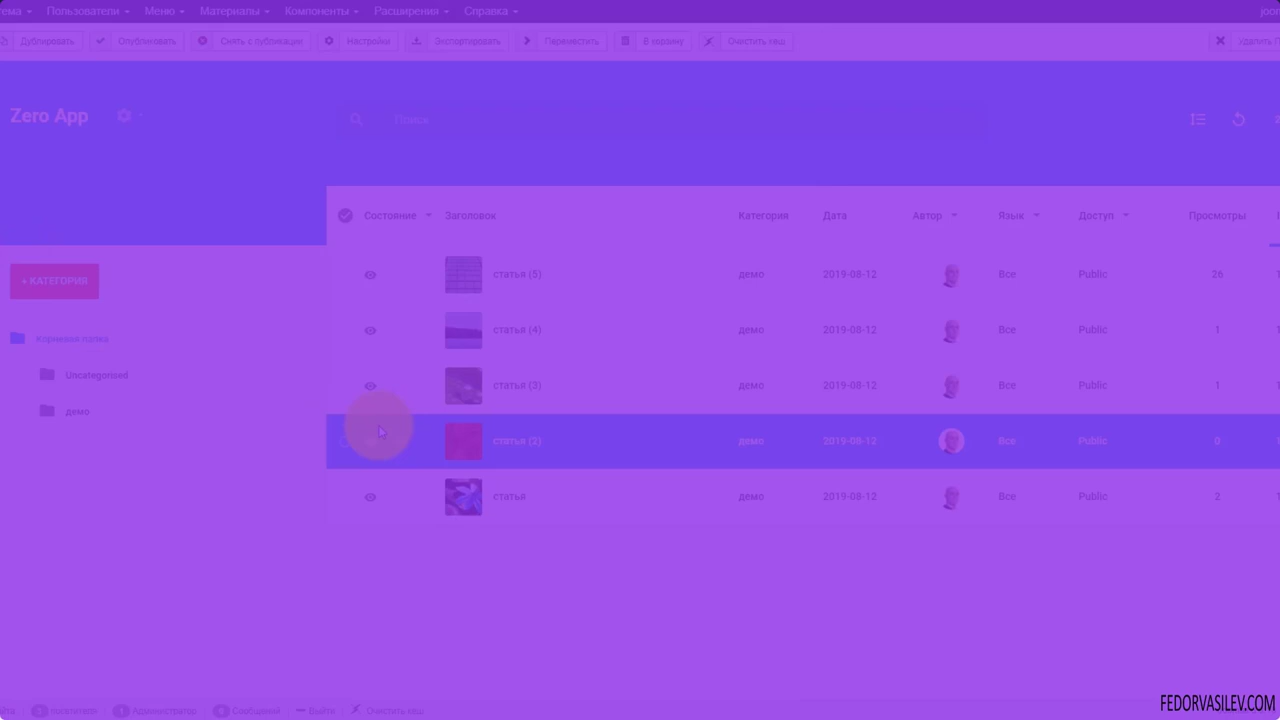 Пользователи Меню Материалы Компоненты Расширения Справка
Дублировать Опубликовать Снять с публикации Настройки Экспортировать Переместить В корзину Очистить кеш
Zero App Поиск
Состояние Заголовок Категория Дата Автор Язык Доступ Просмотры
статья (5) демо 2019-08-12 Все Public 26
+ КАТЕГОРИЯ
статья (4) демо 2019-08-12 Все Public 1
Корневая папка
Uncategorised
статья (3) демо 2019-08-12 Все Public 1
демо
статья (2) демо 2019-08-12 Все Public 0
статья демо 2019-08-12 Все Public 2
Администратор Сообщений Выйти Очистить кеш
FEDORVASILEV.COM